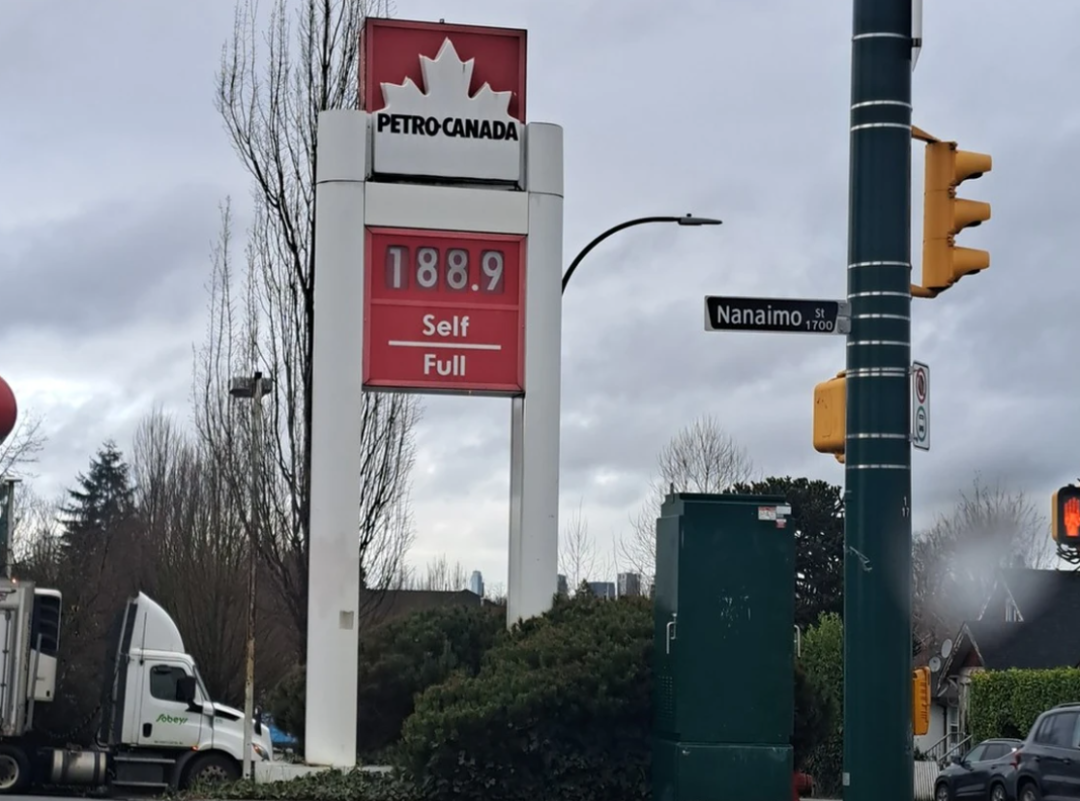 PETRO-CANADA
188.9
Self
Full
Nanaimo St
1700
Sobeys